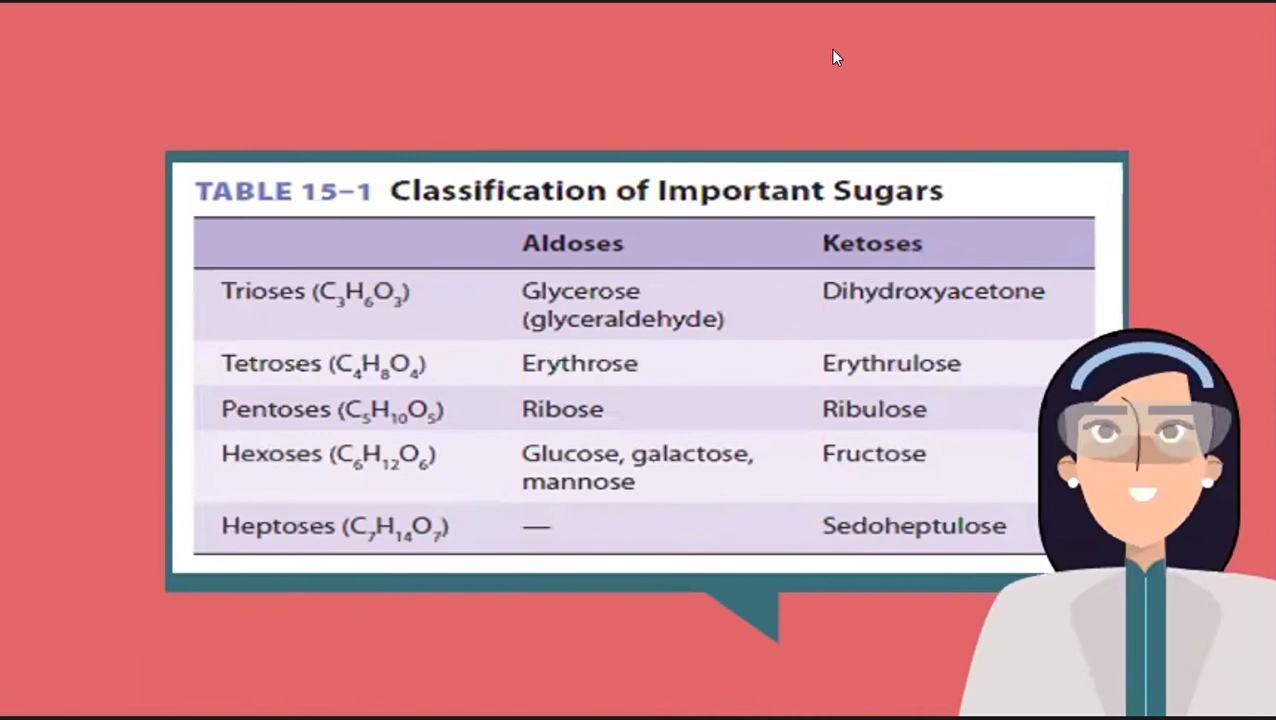 TABLE 15–1 Classification of Important Sugars
Aldoses Ketoses
Trioses (C₃H₆O₃) Glycerose Dihydroxyacetone
(glyceraldehyde)
Tetroses (C₄H₈O₄) Erythrose Erythrulose
Pentoses (C₅H₁₀O₅) Ribose Ribulose
Hexoses (C₆H₁₂O₆) Glucose, galactose, Fructose
mannose
Heptoses (C₇H₁₄O₇) — Sedoheptulose